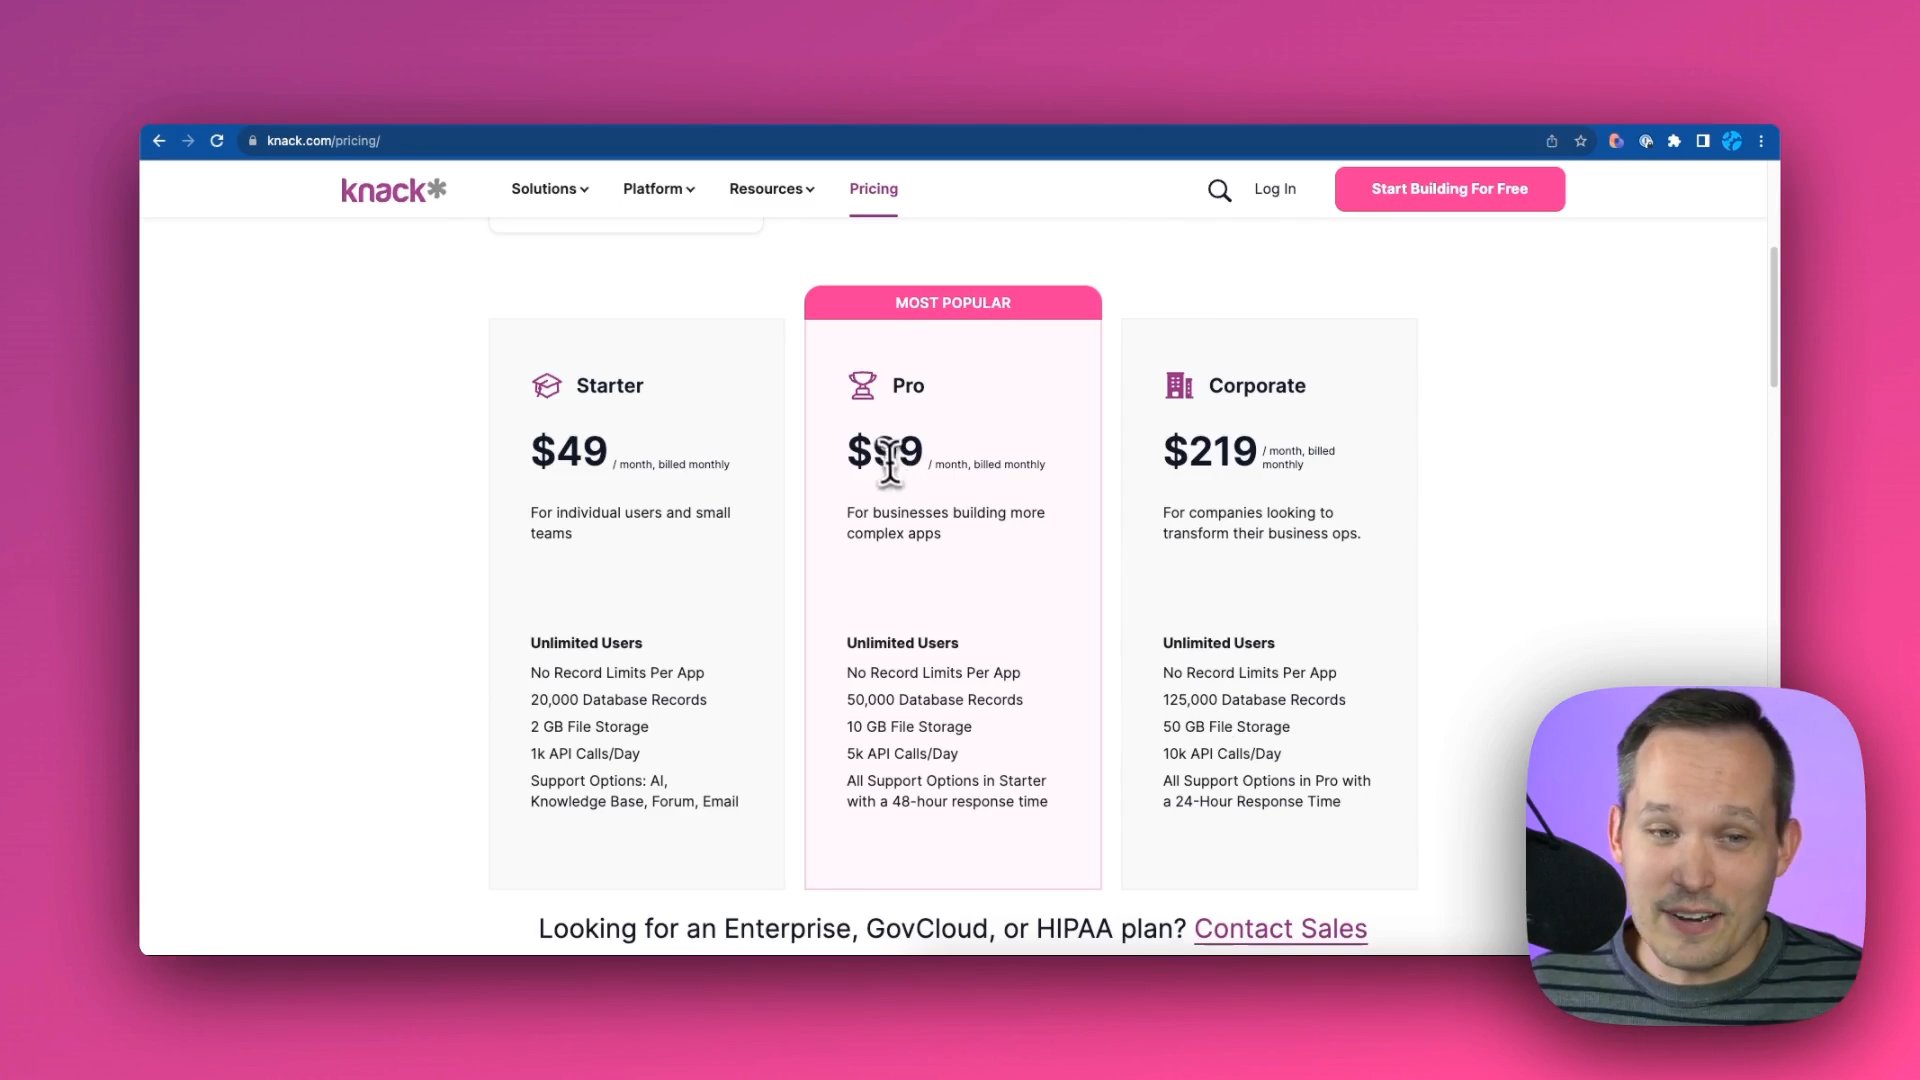 knack.com/pricing/
knack*
Solutions
Platform
Resources
Pricing
Log In
Start Building For Free
MOST POPULAR
Starter
$49 / month, billed monthly
For individual users and small
teams
Unlimited Users
No Record Limits Per App
20,000 Database Records
2 GB File Storage
1k API Calls/Day
Support Options: AI,
Knowledge Base, Forum, Email
Pro
$99 / month, billed monthly
For businesses building more
complex apps
Unlimited Users
No Record Limits Per App
50,000 Database Records
10 GB File Storage
5k API Calls/Day
All Support Options in Starter
with a 48-hour response time
Corporate
$219 / month, billed
monthly
For companies looking to
transform their business ops.
Unlimited Users
No Record Limits Per App
125,000 Database Records
50 GB File Storage
10k API Calls/Day
All Support Options in Pro with
a 24-Hour Response Time
Looking for an Enterprise, GovCloud, or HIPAA plan? Contact Sales